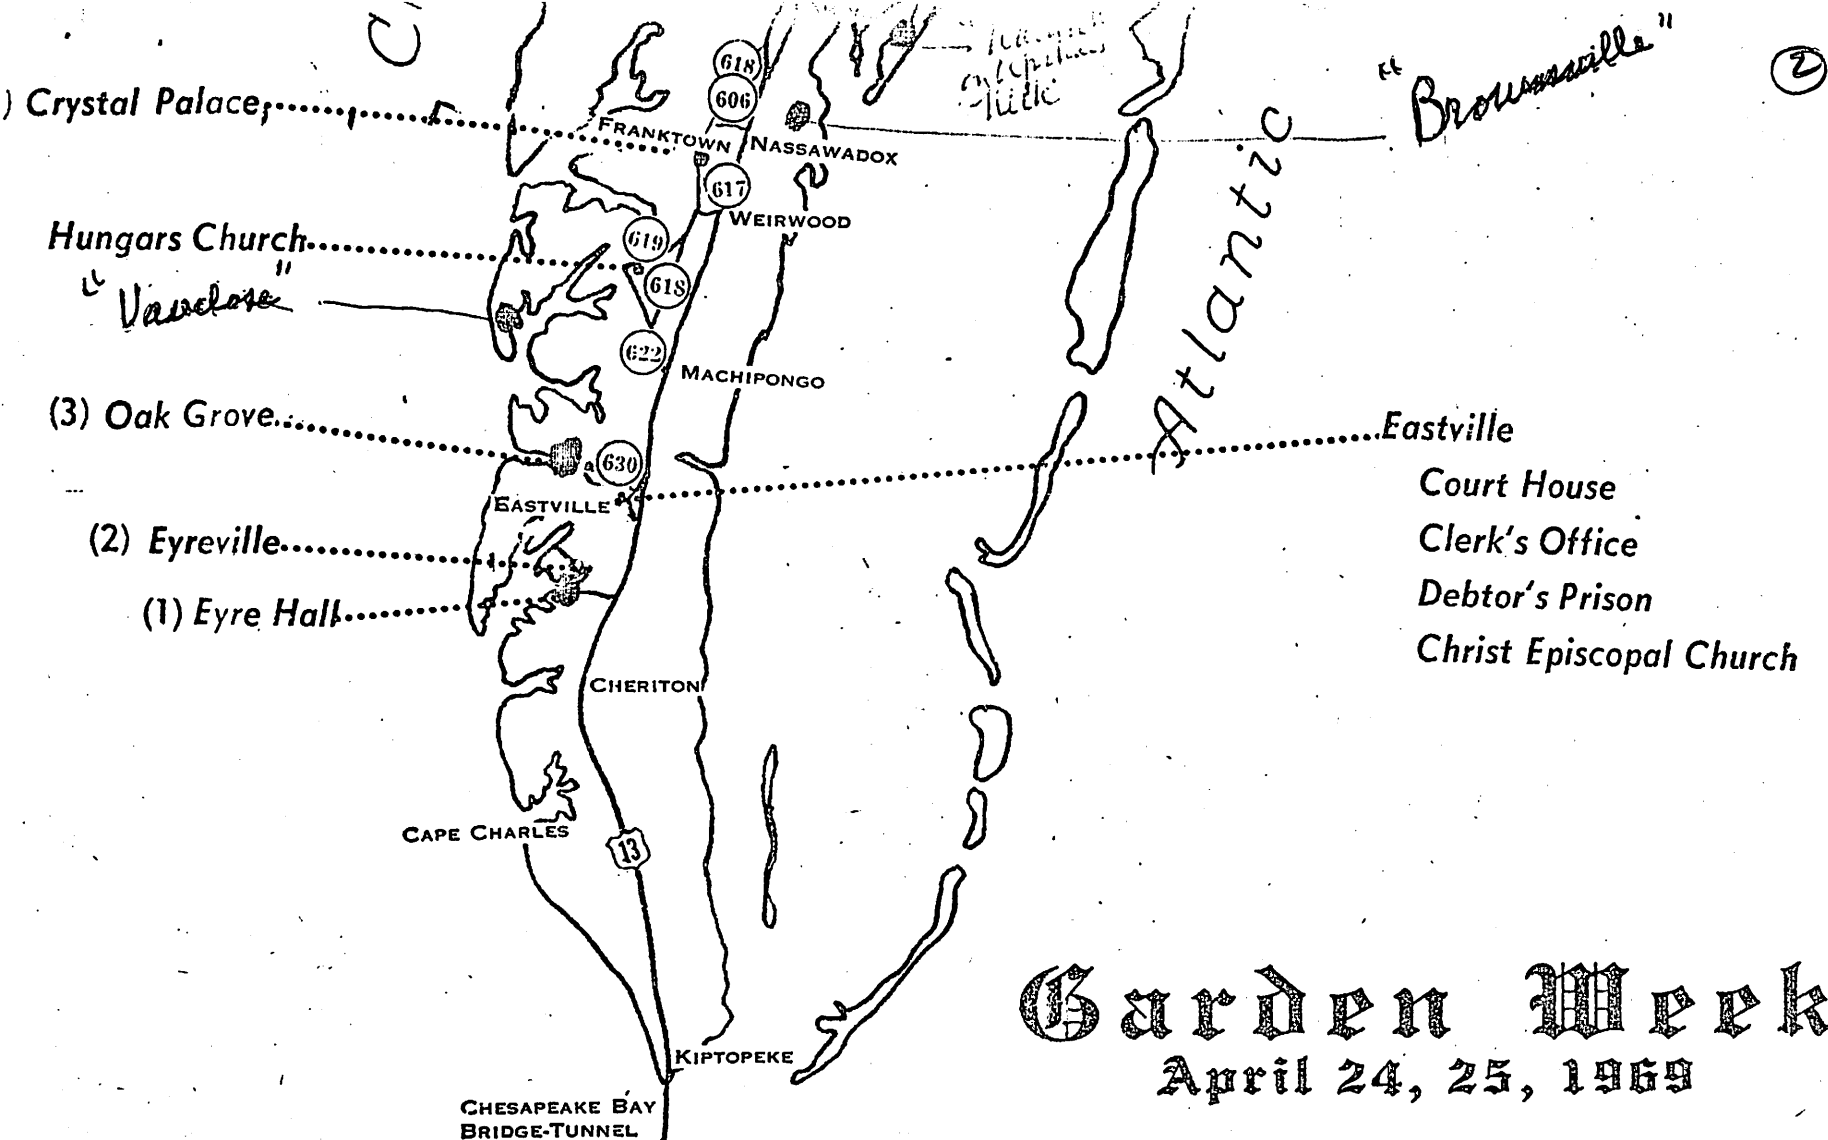 C
618
606
"Brownsville"
2
) Crystal Palace
FRANKTOWN
NASSAWADOX
617
WEIRWOOD
Atlantic
Hungars Church
619
618
"Vaucluse"
622
MACHIPONGO
(3) Oak Grove
630
EASTVILLE
Eastville
Court House
Clerk's Office
Debtor's Prison
Christ Episcopal Church
(2) Eyreville
(1) Eyre Hall
CHERITON
CAPE CHARLES
13
KIPTOPEKE
CHESAPEAKE BAY
BRIDGE-TUNNEL
Garden Week
April 24, 25, 1969